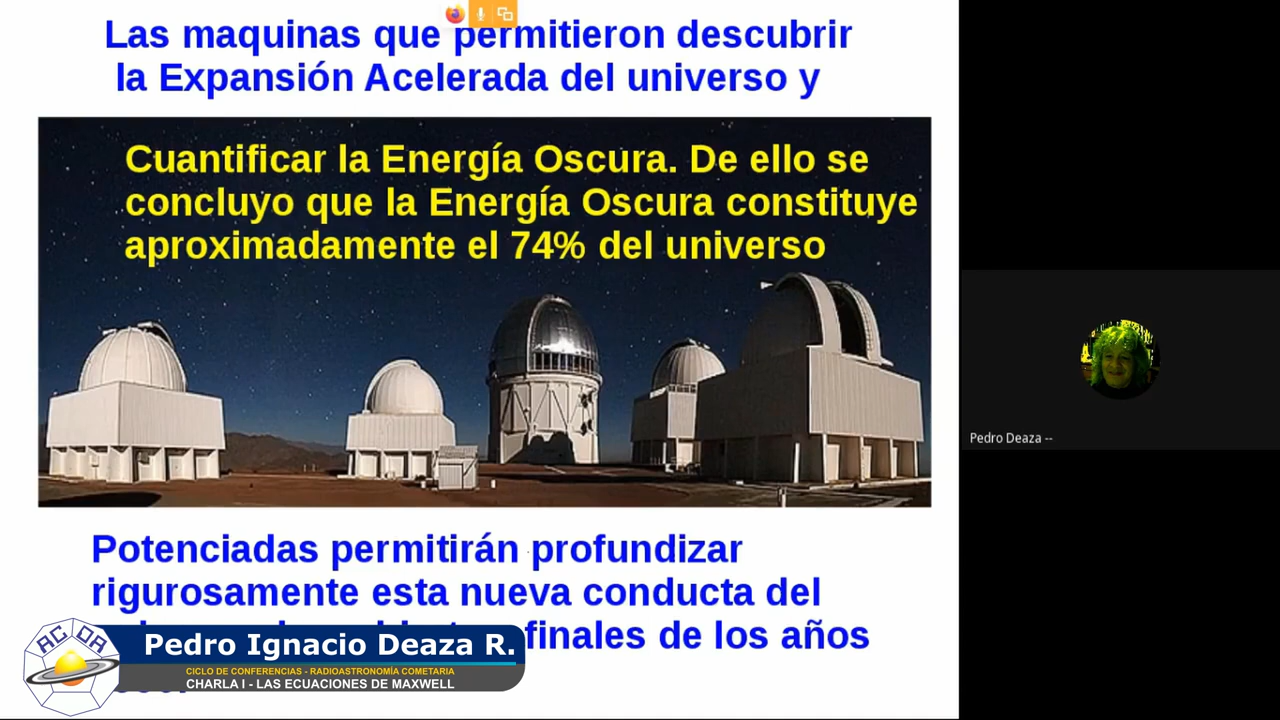 Las maquinas que permitieron descubrir
la Expansión Acelerada del universo y
Cuantificar la Energía Oscura. De ello se
concluyo que la Energía Oscura constituye
aproximadamente el 74% del universo
Potenciadas permitirán profundizar
rigurosamente esta nueva conducta del
finales de los años
Pedro Ignacio Deaza R.
CICLO DE CONFERENCIAS - RADIOASTRONOMÍA COMETARIA
CHARLA I - LAS ECUACIONES DE MAXWELL
ACDA
Pedro Deaza --